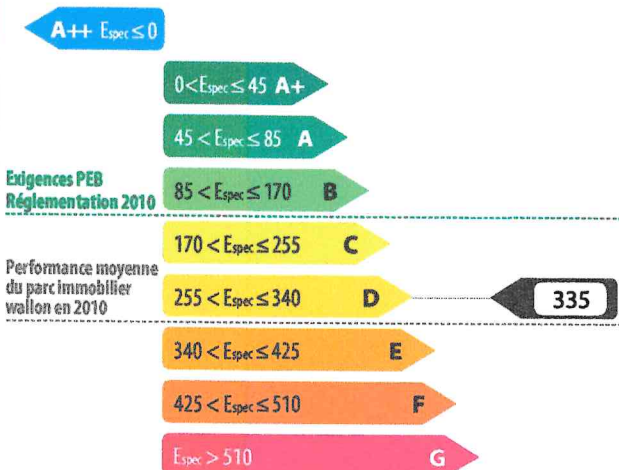 A++ Espec ≤ 0
0 < Espec ≤ 45 A+
45 < Espec ≤ 85 A
Exigences PEB
Réglementation 2010
85 < Espec ≤ 170 B
170 < Espec ≤ 255 C
Performance moyenne
du parc immobilier
wallon en 2010
255 < Espec ≤ 340 D
335
340 < Espec ≤ 425 E
425 < Espec ≤ 510 F
Espec > 510 G